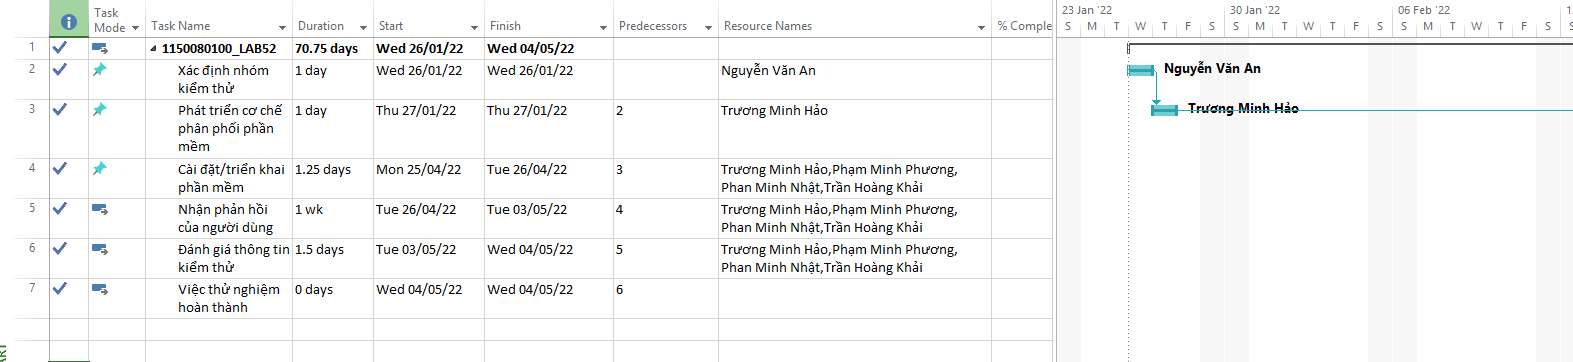 Task Mode Task Name Duration Start Finish Predecessors Resource Names % Comple
23 Jan '22 30 Jan '22 06 Feb '22 1
S M T W T F S S M T W T F S S M T W T F S S
1 1150080100_LAB52 70.75 days Wed 26/01/22 Wed 04/05/22
2 Xác định nhóm kiểm thử 1 day Wed 26/01/22 Wed 26/01/22 Nguyễn Văn An
Nguyễn Văn An
3 Phát triển cơ chế phân phối phần mềm 1 day Thu 27/01/22 Thu 27/01/22 2 Trương Minh Hảo
Trương Minh Hảo
4 Cài đặt/triển khai phần mềm 1.25 days Mon 25/04/22 Tue 26/04/22 3 Trương Minh Hảo,Phạm Minh Phương, Phan Minh Nhật,Trần Hoàng Khải
5 Nhận phản hồi của người dùng 1 wk Tue 26/04/22 Tue 03/05/22 4 Trương Minh Hảo,Phạm Minh Phương, Phan Minh Nhật,Trần Hoàng Khải
6 Đánh giá thông tin kiểm thử 1.5 days Tue 03/05/22 Wed 04/05/22 5 Trương Minh Hảo,Phạm Minh Phương, Phan Minh Nhật,Trần Hoàng Khải
7 Việc thử nghiệm hoàn thành 0 days Wed 04/05/22 Wed 04/05/22 6